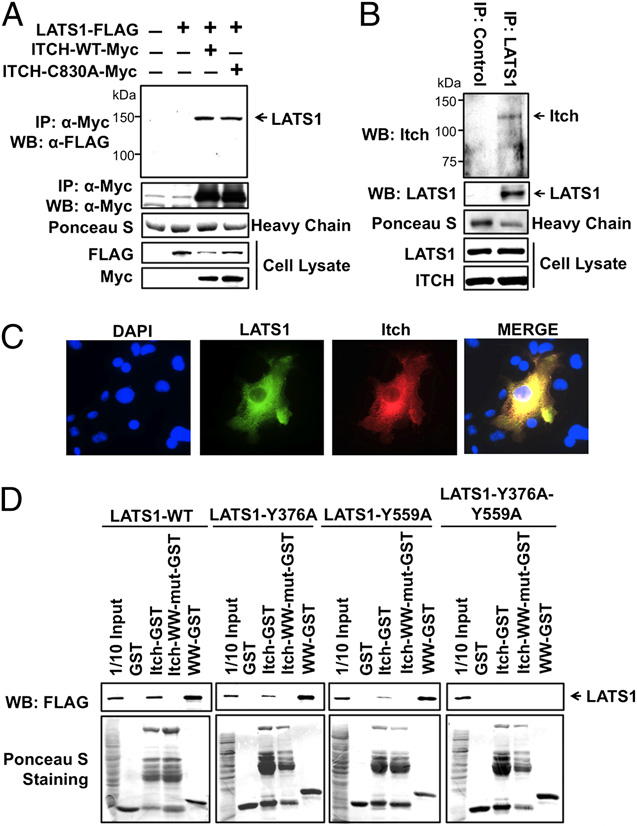 A
LATS1-FLAG – + + +
ITCH-WT-Myc – – + –
ITCH-C830A-Myc – – – +
kDa
IP: α-Myc
WB: α-FLAG
150
100
← LATS1
IP: α-Myc
WB: α-Myc
Ponceau S
Heavy Chain
FLAG
Myc
Cell Lysate
B
IP: Control
IP: LATS1
kDa
WB: Itch
150
100
75
← Itch
WB: LATS1
← LATS1
Ponceau S
Heavy Chain
LATS1
ITCH
Cell Lysate
C
DAPI
LATS1
Itch
MERGE
D
LATS1-WT
LATS1-Y376A
LATS1-Y559A
LATS1-Y376A-
Y559A
1/10 Input
GST
Itch-GST
Itch-WW-mut-GST
WW-GST
1/10 Input
GST
Itch-GST
Itch-WW-mut-GST
WW-GST
1/10 Input
GST
Itch-GST
Itch-WW-mut-GST
WW-GST
1/10 Input
GST
Itch-GST
Itch-WW-mut-GST
WW-GST
WB: FLAG
← LATS1
Ponceau S
Staining